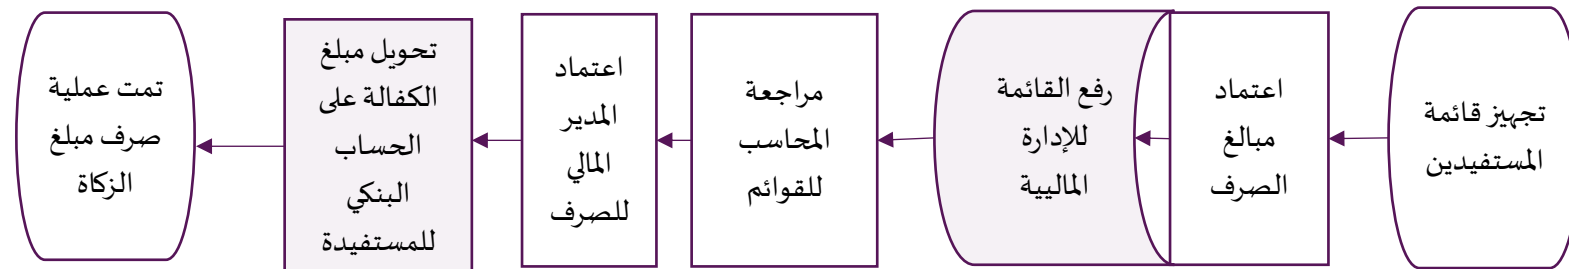 تجهيز قائمة
المستفيدين
اعتماد
مبالغ
الصرف
رفع القائمة
للإدارة
الماليية
مراجعة
المحاسب
للقوائم
اعتماد
المدير
المالي
للصرف
تحويل مبلغ
الكفالة على
الحساب
البنكي
للمستفيدة
تمت عملية
صرف مبلغ
الزكاة